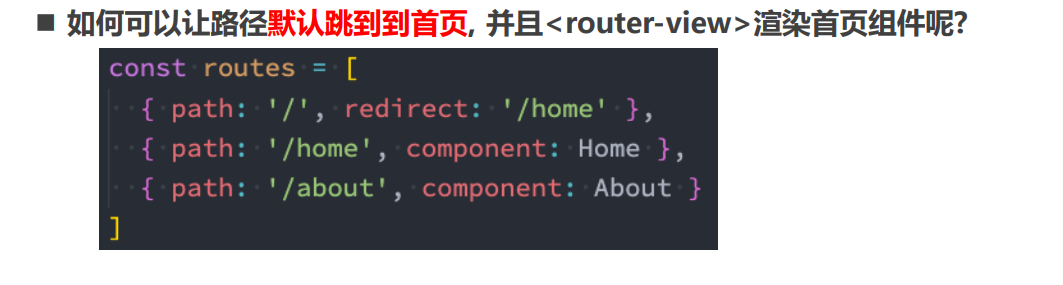 ■ 如何可以让路径默认跳到到首页, 并且<router-view>渲染首页组件呢?
const routes = [
  { path: '/', redirect: '/home' },
  { path: '/home', component: Home },
  { path: '/about', component: About }
]